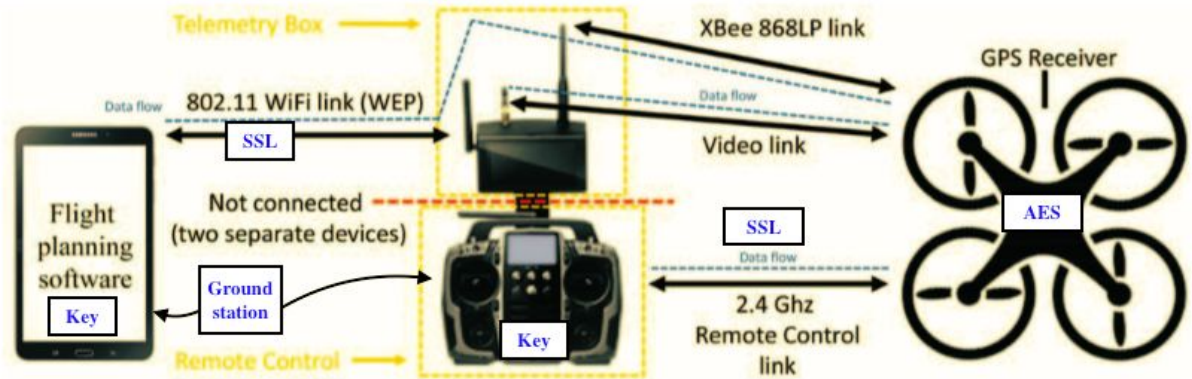 Telemetry Box
XBee 868LP link
GPS Receiver
Data flow
802.11 WiFi link (WEP)
SSL
Data flow
Video link
Flight
planning
software
Key
Not connected
(two separate devices)
SSL
AES
Data flow
Ground
station
2.4 Ghz
Remote Control
link
Key
Remote Control